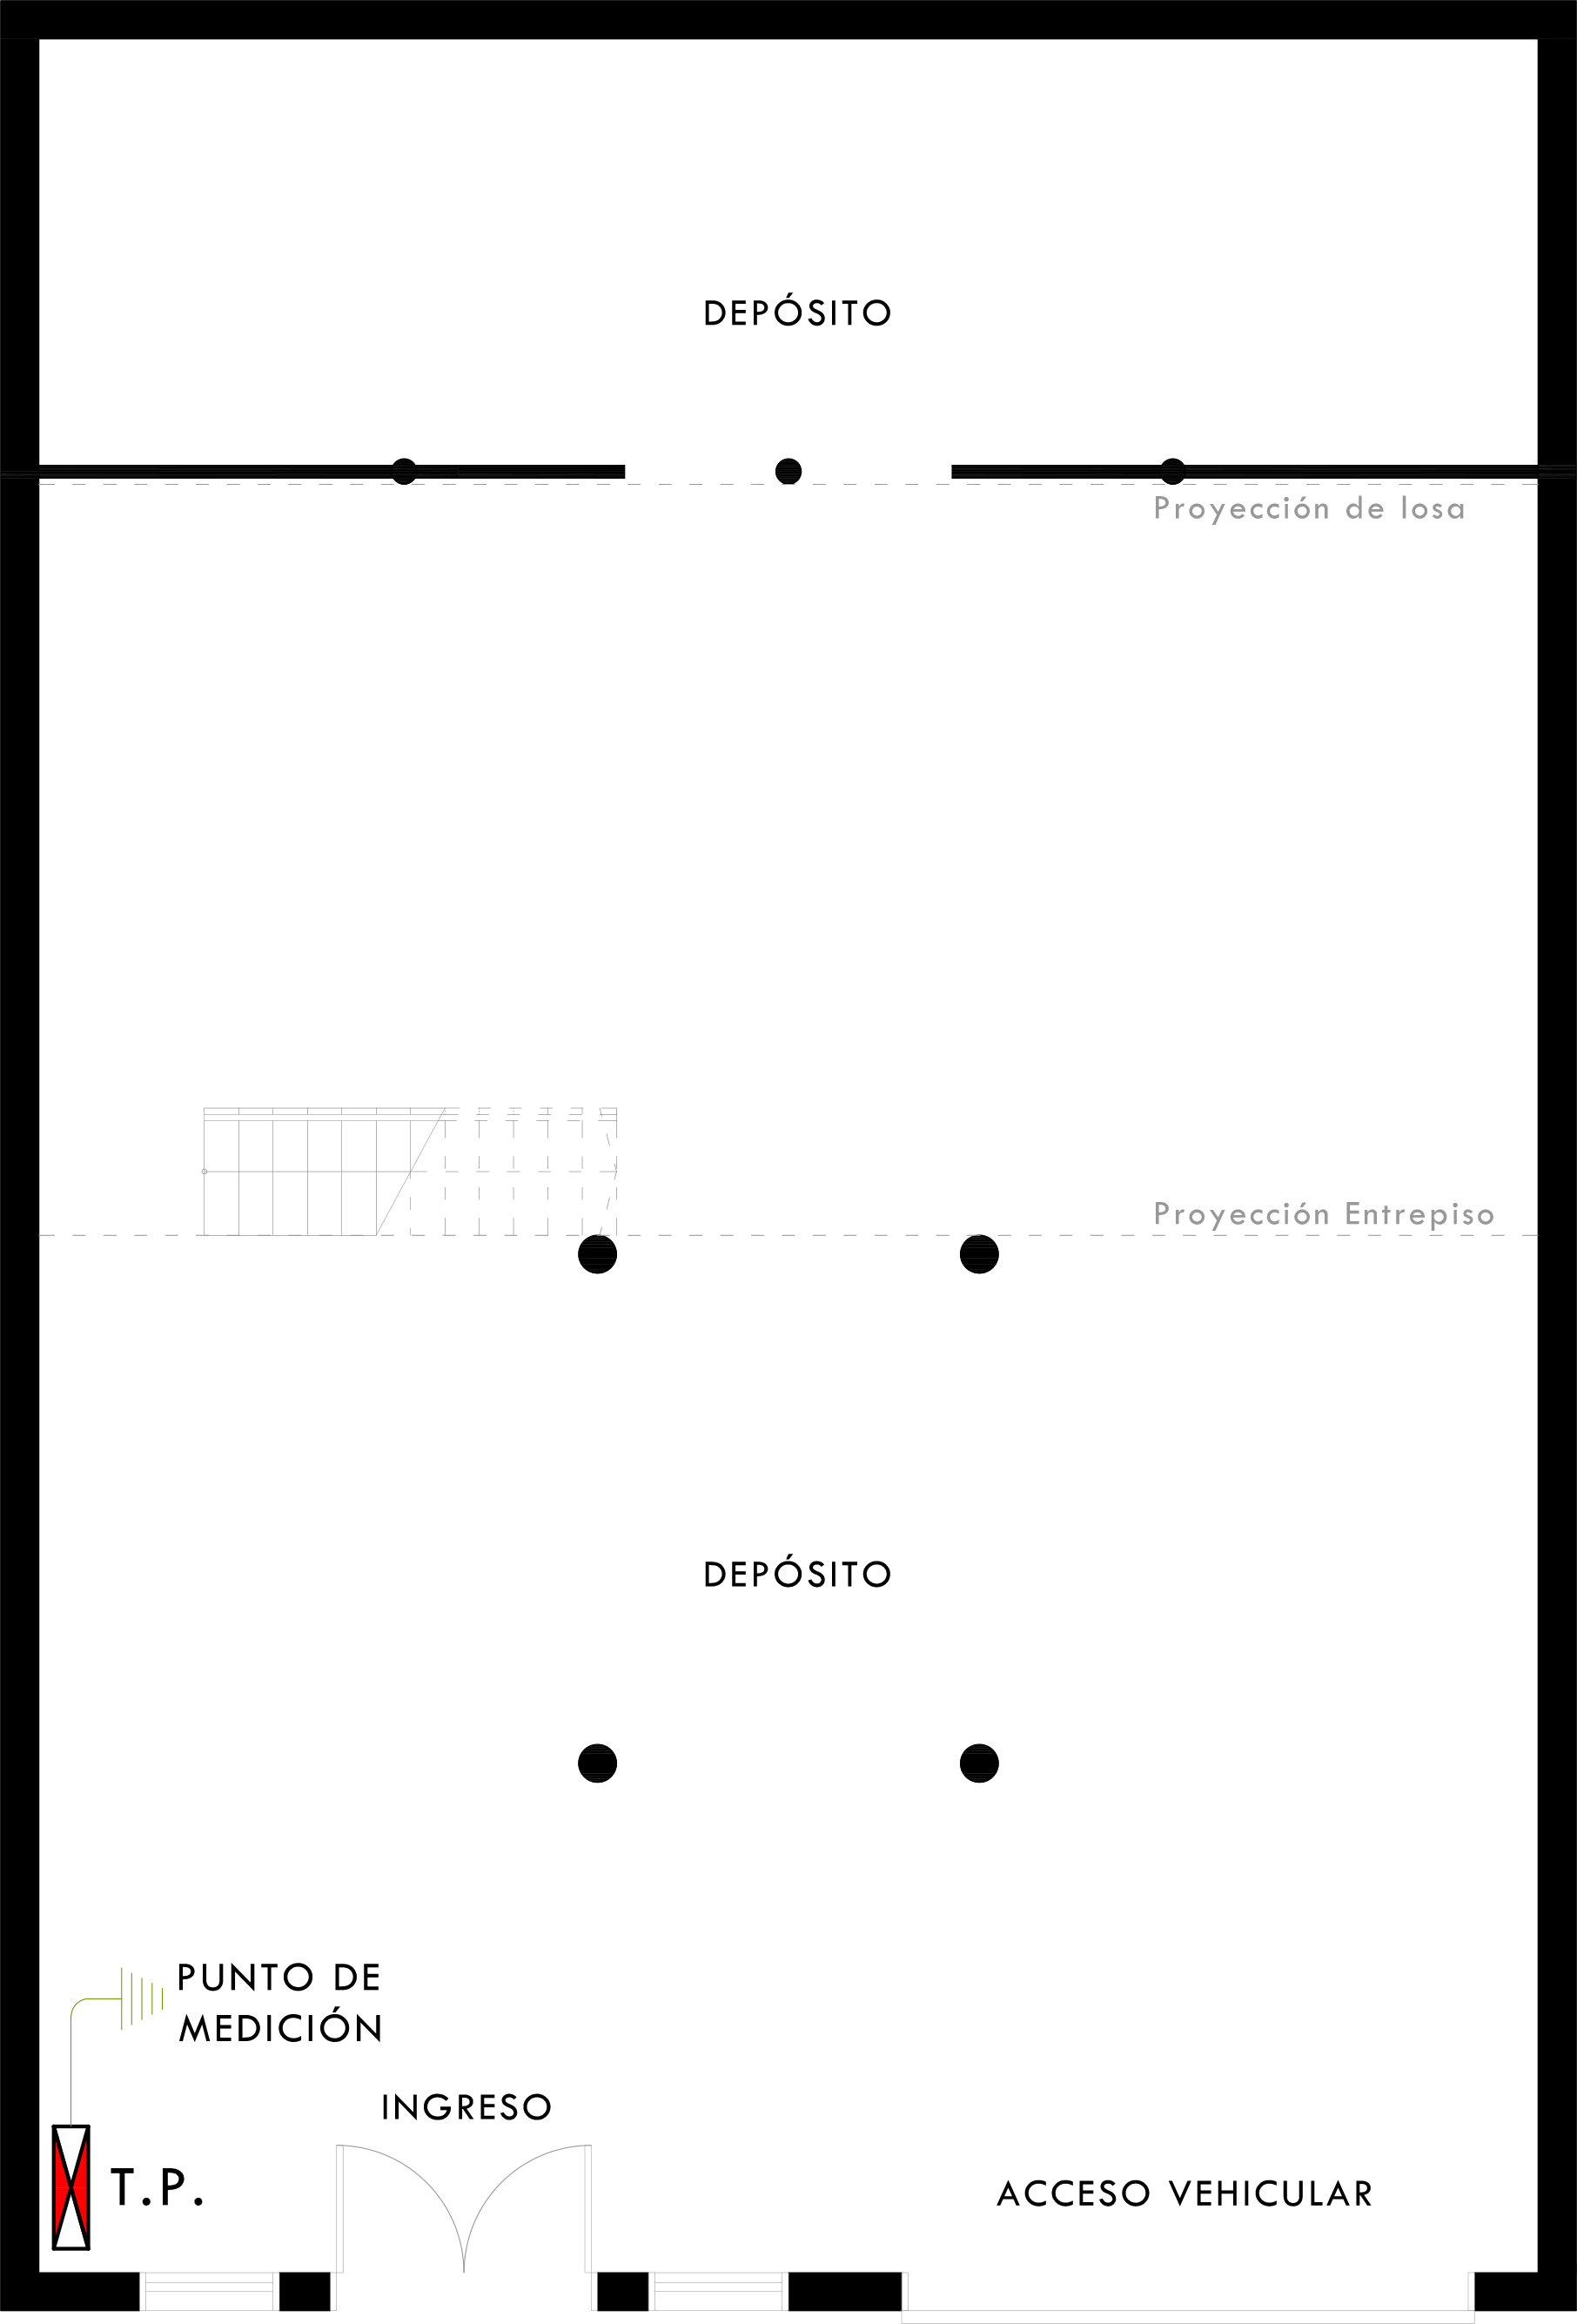 DEPÓSITO
Proyección de losa
Proyección Entrepiso
DEPÓSITO
PUNTO DE
MEDICIÓN
INGRESO
T.P.
ACCESO VEHICULAR